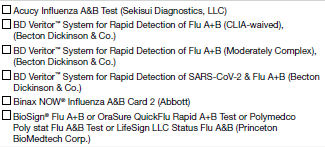 Acucy Influenza A&B Test (Sekisui Diagnostics, LLC)
BD Veritor™ System for Rapid Detection of Flu A+B (CLIA-waived),
(Becton Dickinson & Co.)
BD Veritor™ System for Rapid Detection of Flu A+B (Moderately Complex),
(Becton Dickinson & Co.)
BD Veritor™ System for Rapid Detection of SARS-CoV-2 & Flu A+B (Becton
Dickinson & Co.)
Binax NOW® Influenza A&B Card 2 (Abbott)
BioSign® Flu A+B or OraSure QuickFlu Rapid A+B Test or Polymedco
Poly stat Flu A&B Test or LifeSign LLC Status Flu A&B (Princeton
BioMedtech Corp.)